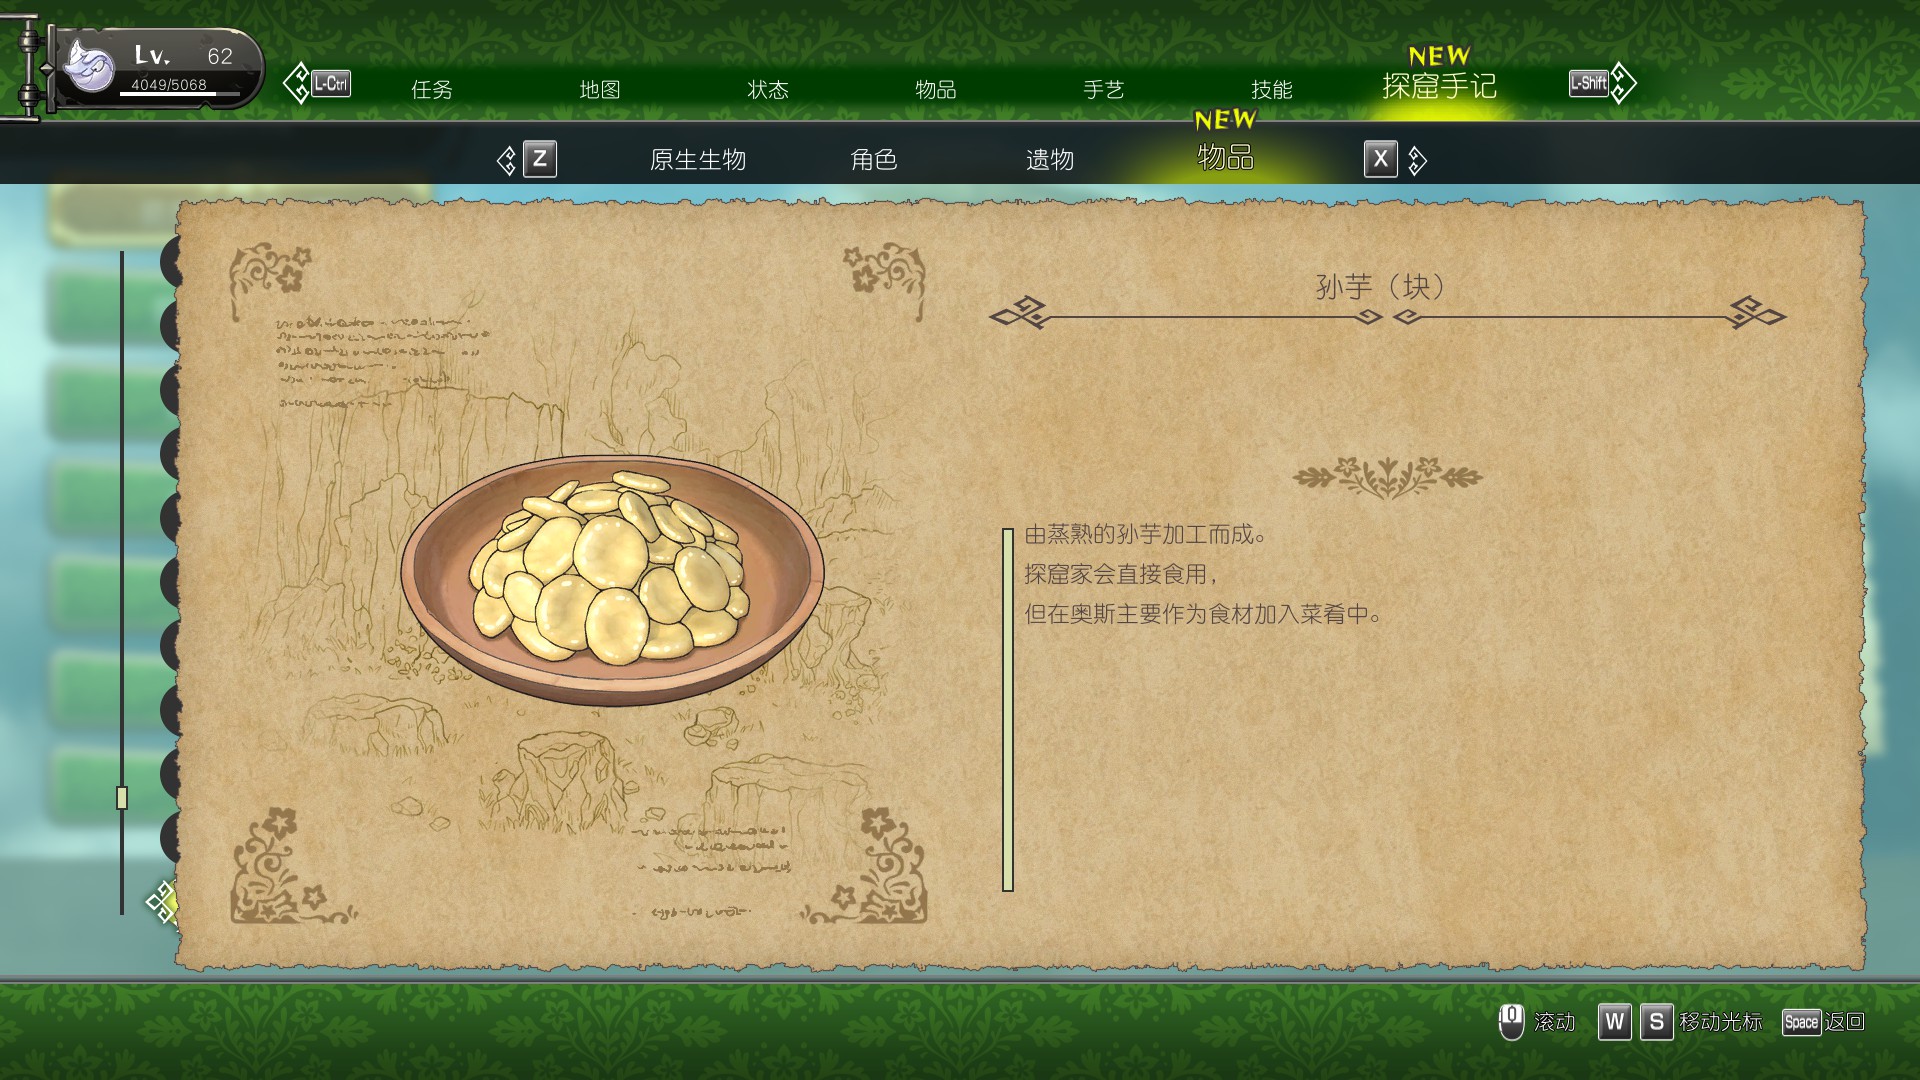 Lv. 62
4049/5068
L-Ctrl
任务
地图
状态
物品
手艺
技能
NEW
探窟手记
L-Shift
Z
原生生物
角色
遗物
NEW
物品
X
孙芋（块）
由蒸熟的孙芋加工而成。
探窟家会直接食用，
但在奥斯主要作为食材加入菜肴中。
滚动
W
S
移动光标
Space
返回